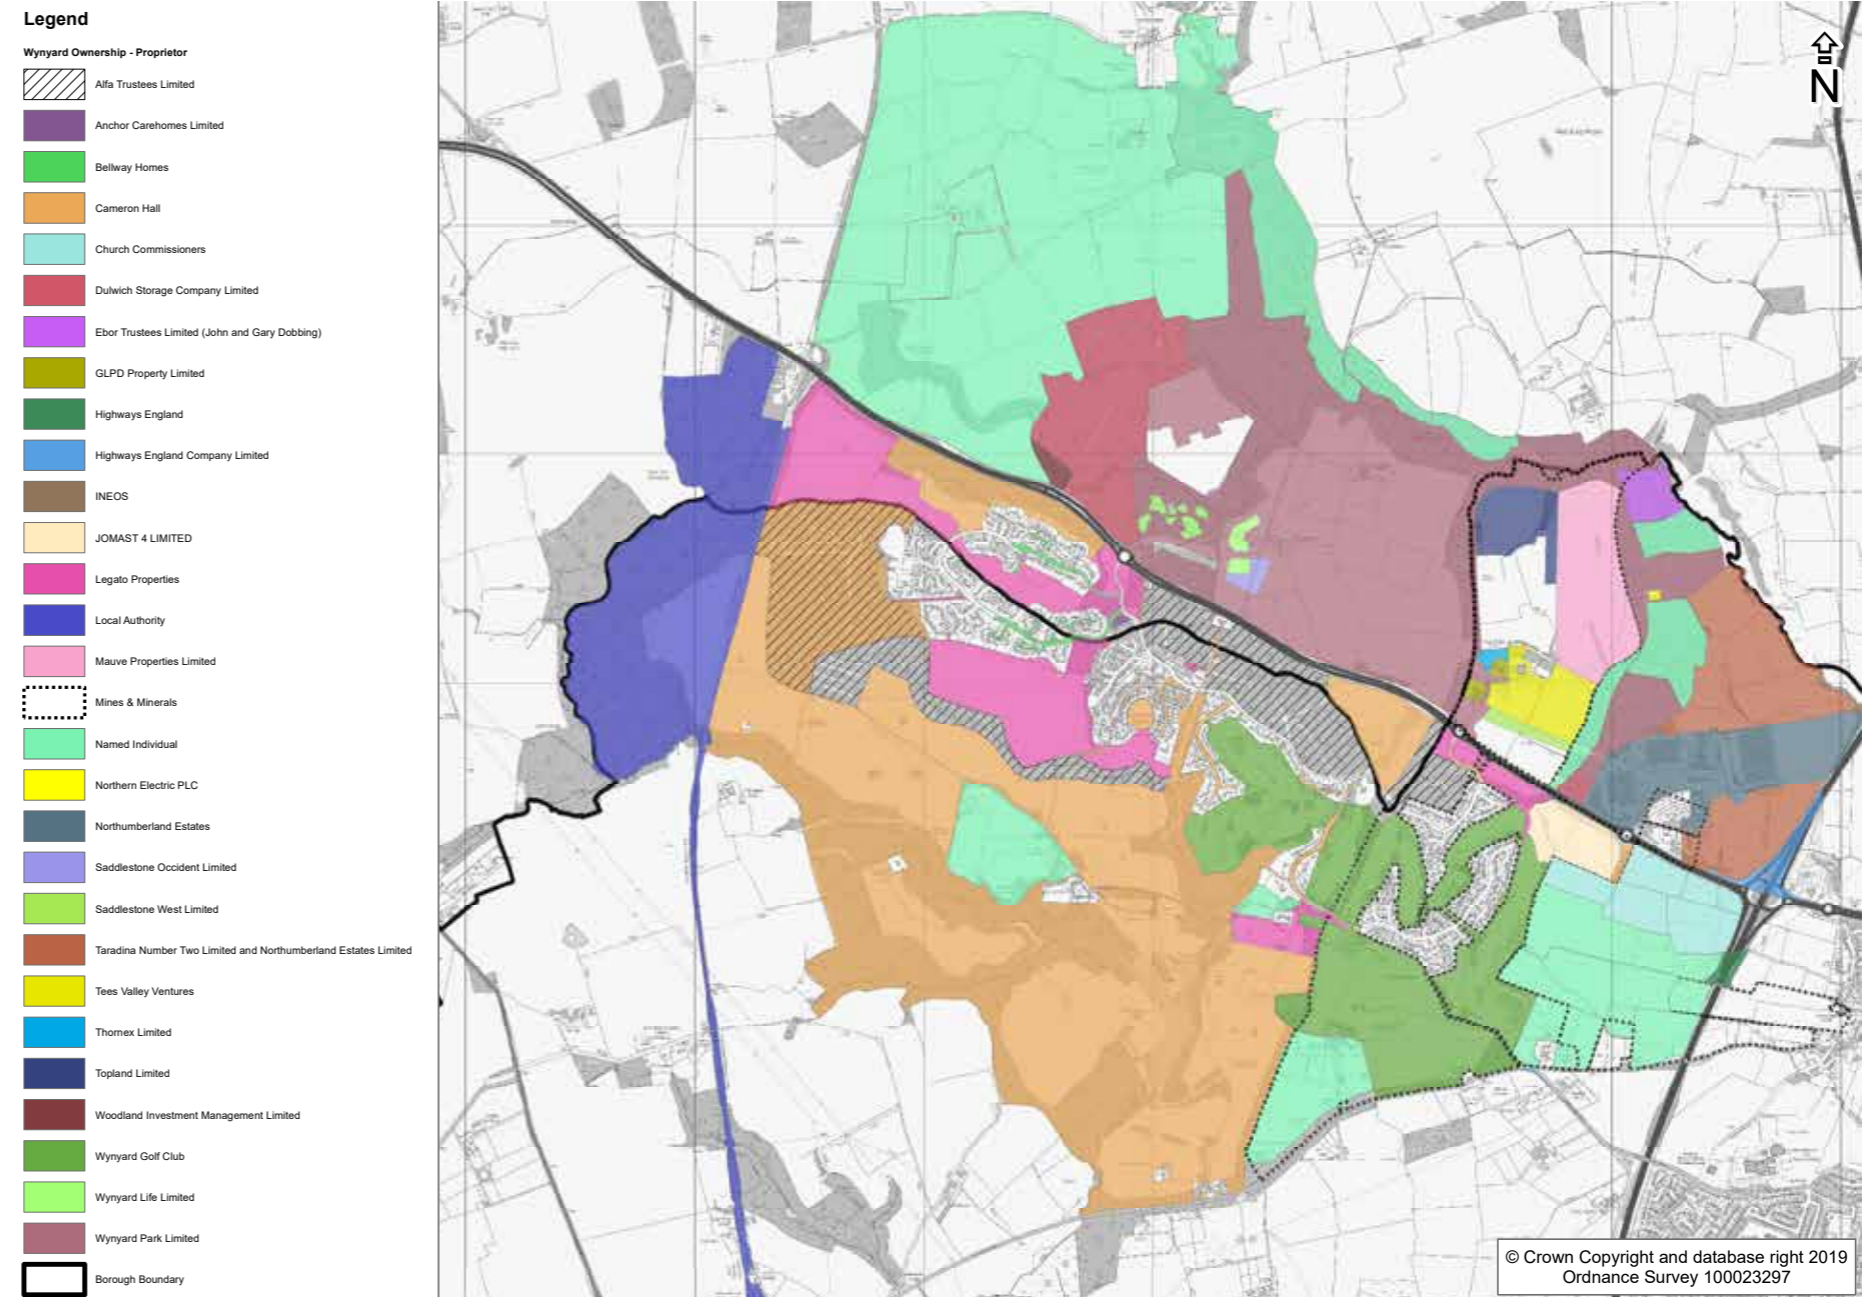 Legend
Wynyard Ownership - Proprietor
Alfa Trustees Limited
Anchor Carehomes Limited
Bellway Homes
Cameron Hall
Church Commissioners
Dulwich Storage Company Limited
Ebor Trustees Limited (John and Gary Dobbing)
GLPD Property Limited
Highways England
Highways England Company Limited
INEOS
JOMAST 4 LIMITED
Legato Properties
Local Authority
Mauve Properties Limited
Mines & Minerals
Named Individual
Northern Electric PLC
Northumberland Estates
Saddlestone Occident Limited
Saddlestone West Limited
Taradina Number Two Limited and Northumberland Estates Limited
Tees Valley Ventures
Thornex Limited
Topland Limited
Woodland Investment Management Limited
Wynyard Golf Club
Wynyard Life Limited
Wynyard Park Limited
Borough Boundary
N
© Crown Copyright and database right 2019
Ordnance Survey 100023297